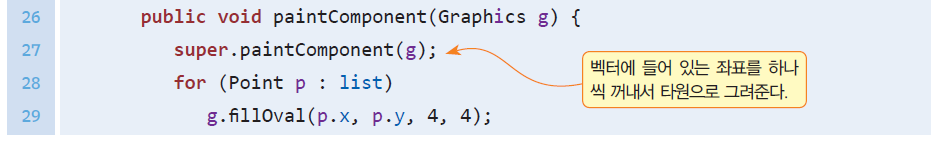 26 public void paintComponent(Graphics g) {
27 super.paintComponent(g);
28 for (Point p : list)
29 g.fillOval(p.x, p.y, 4, 4);
벡터에 들어 있는 좌표를 하나
씩 꺼내서 타원으로 그려준다.